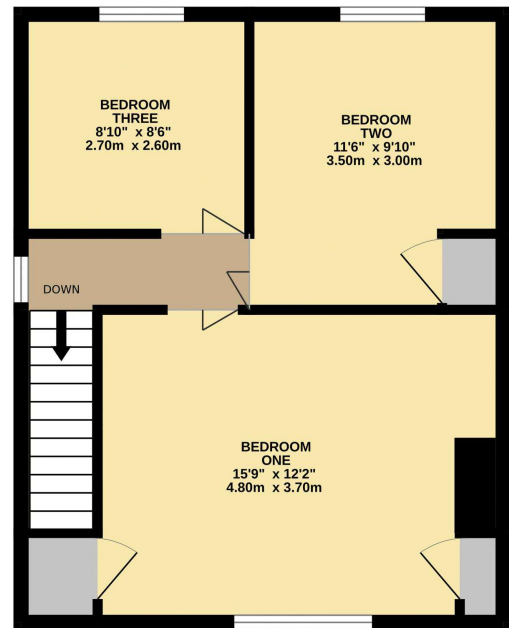 BEDROOM
THREE
8'10" x 8'6"
2.70m x 2.60m
BEDROOM
TWO
11'6" x 9'10"
3.50m x 3.00m
DOWN
BEDROOM
ONE
15'9" x 12'2"
4.80m x 3.70m